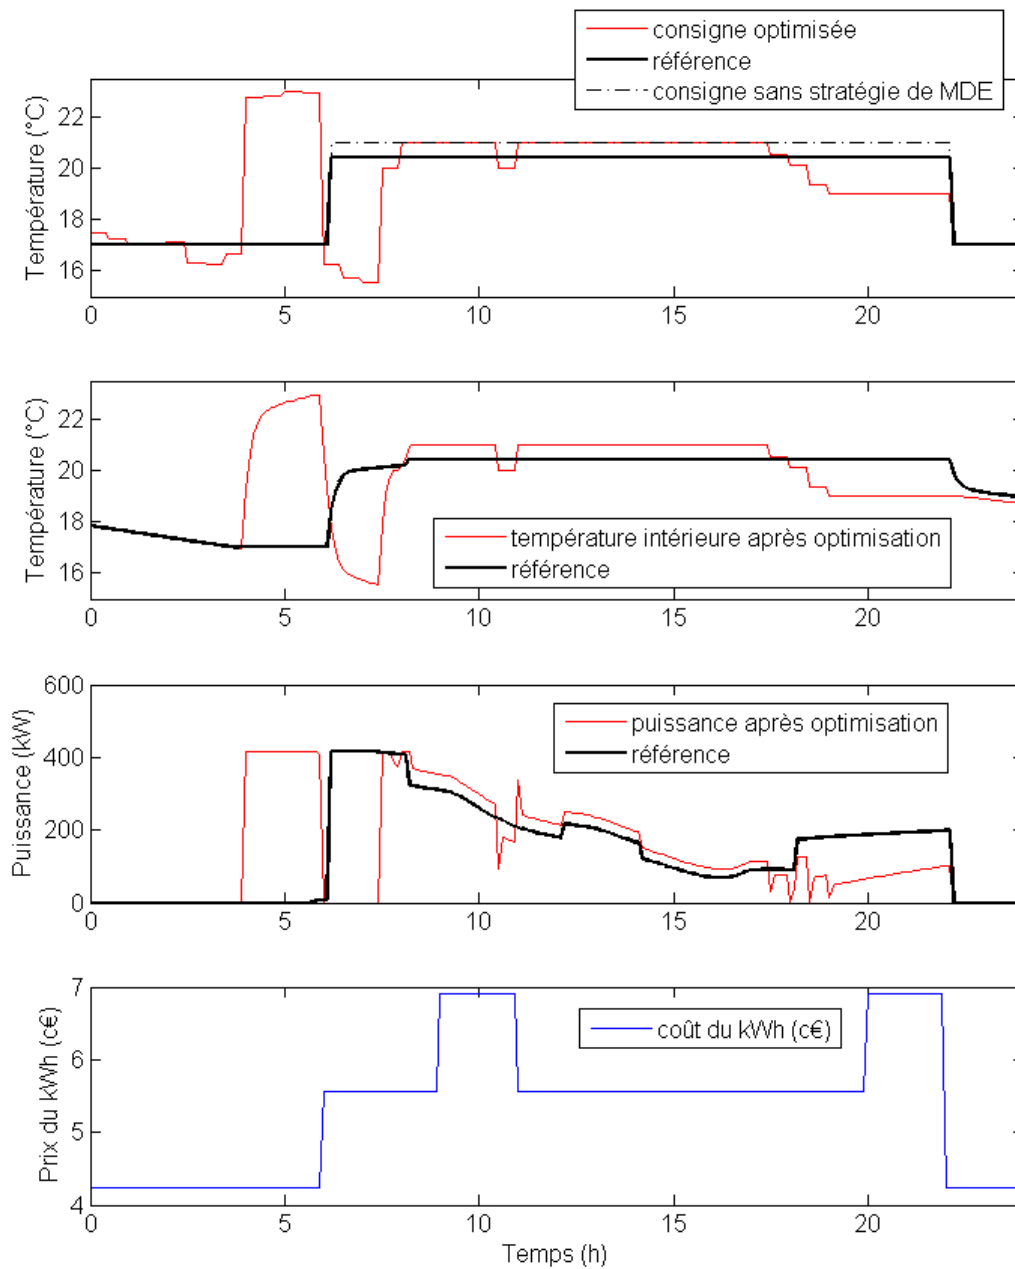 consigne optimisée
référence
consigne sans stratégie de MDE
Température (°C)
22
20
18
16
0 5 10 15 20
Température (°C)
22
20
18
16
température intérieure après optimisation
référence
0 5 10 15 20
Puissance (kW)
600
400
200
0
puissance après optimisation
référence
0 5 10 15 20
Prix du kWh (c€)
7
6
5
4
coût du kWh (c€)
0 5 10 15 20
Temps (h)